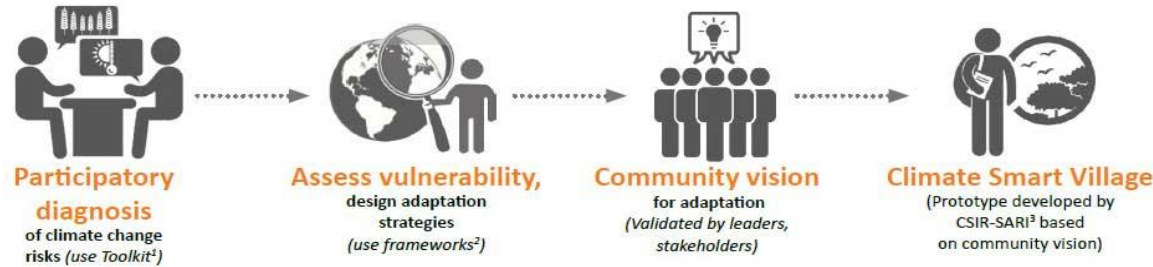 Participatory
diagnosis
of climate change
risks (use Toolkit¹)
Assess vulnerability,
design adaptation
strategies
(use frameworks²)
Community vision
for adaptation
(Validated by leaders,
stakeholders)
Climate Smart Village
(Prototype developed by
CSIR-SARI³ based
on community vision)